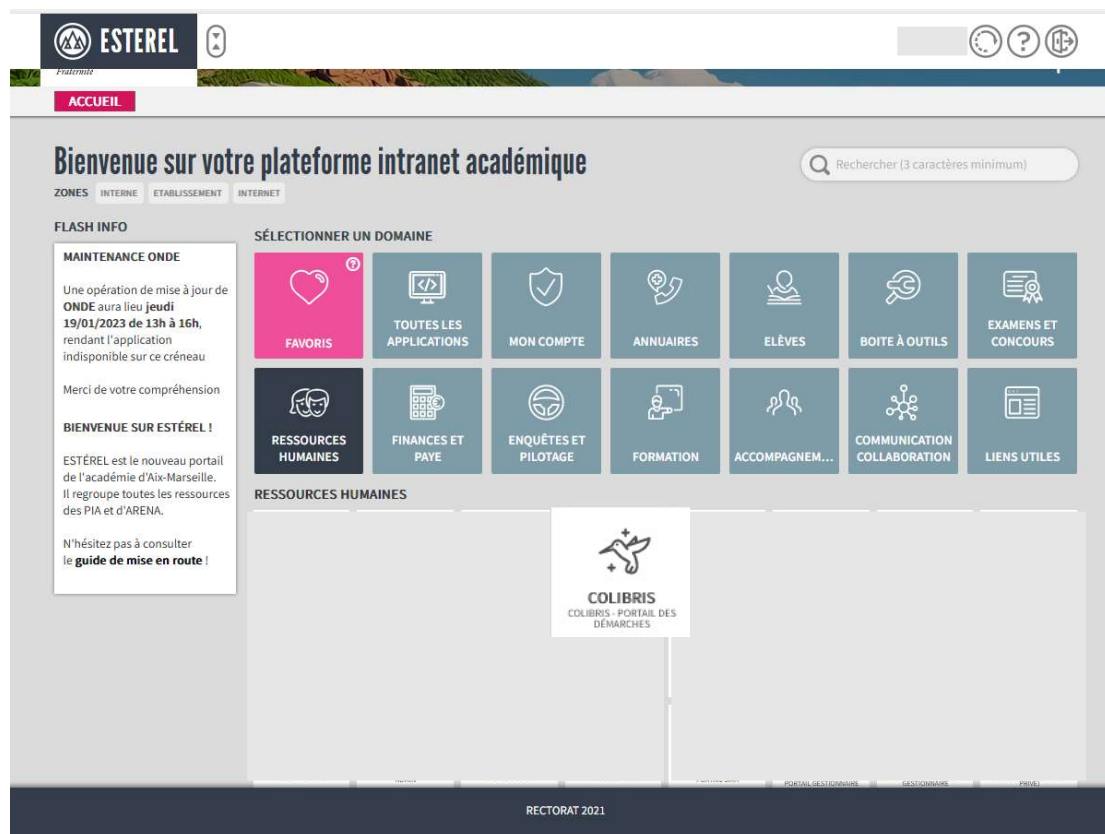 ESTEREL
?
Fraternité
ACCUEIL
Bienvenue sur votre plateforme intranet académique
Rechercher (3 caractères minimum)
ZONES INTERNE ETABLISSEMENT INTERNET
FLASH INFO
MAINTENANCE ONDE
Une opération de mise à jour de
ONDE aura lieu jeudi
19/01/2023 de 13h à 16h,
rendant l'application
indisponible sur ce créneau
Merci de votre compréhension
BIENVENUE SUR ESTÉREL !
ESTÉREL est le nouveau portail
de l'académie d'Aix-Marseille.
Il regroupe toutes les ressources
des PIA et d'ARENA.
N'hésitez pas à consulter
le guide de mise en route !
SÉLECTIONNER UN DOMAINE
?
FAVORIS
TOUTES LES
APPLICATIONS
MON COMPTE
ANNUAIRES
ELÈVES
BOITE À OUTILS
EXAMENS ET
CONCOURS
RESSOURCES
HUMAINES
FINANCES ET
PAYE
ENQUÊTES ET
PILOTAGE
FORMATION
ACCOMPAGNEM...
COMMUNICATION
COLLABORATION
LIENS UTILES
RESSOURCES HUMAINES
COLIBRIS
COLIBRIS - PORTAIL DES
DÉMARCHES
PORTAIL GESTIONNAIRE
GESTIONNAIRE
PRIVE)
RECTORAT 2021